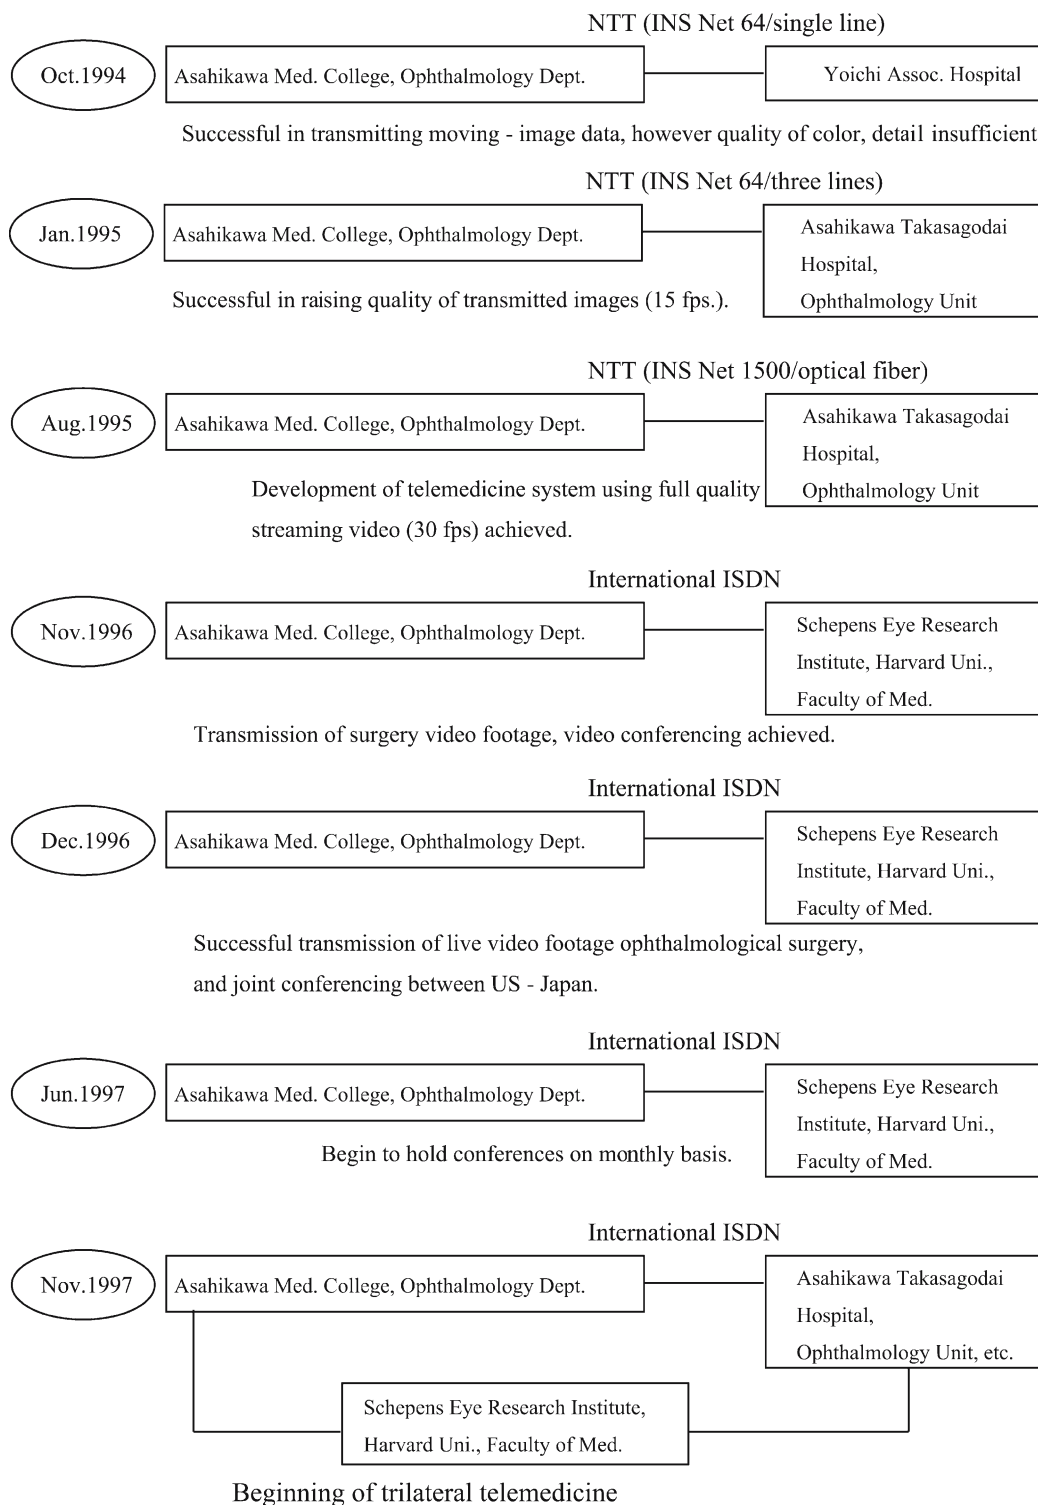 NTT (INS Net 64/single line)
Oct.1994
Asahikawa Med. College, Ophthalmology Dept.
Yoichi Assoc. Hospital
Successful in transmitting moving - image data, however quality of color, detail insufficient
NTT (INS Net 64/three lines)
Jan.1995
Asahikawa Med. College, Ophthalmology Dept.
Asahikawa Takasagodai
Hospital,
Ophthalmology Unit
Successful in raising quality of transmitted images (15 fps.).
NTT (INS Net 1500/optical fiber)
Aug.1995
Asahikawa Med. College, Ophthalmology Dept.
Asahikawa Takasagodai
Hospital,
Ophthalmology Unit
Development of telemedicine system using full quality
streaming video (30 fps) achieved.
International ISDN
Nov.1996
Asahikawa Med. College, Ophthalmology Dept.
Schepens Eye Research
Institute, Harvard Uni.,
Faculty of Med.
Transmission of surgery video footage, video conferencing achieved.
International ISDN
Dec.1996
Asahikawa Med. College, Ophthalmology Dept.
Schepens Eye Research
Institute, Harvard Uni.,
Faculty of Med.
Successful transmission of live video footage ophthalmological surgery,
and joint conferencing between US - Japan.
International ISDN
Jun.1997
Asahikawa Med. College, Ophthalmology Dept.
Schepens Eye Research
Institute, Harvard Uni.,
Faculty of Med.
Begin to hold conferences on monthly basis.
International ISDN
Nov.1997
Asahikawa Med. College, Ophthalmology Dept.
Asahikawa Takasagodai
Hospital,
Ophthalmology Unit, etc.
Schepens Eye Research Institute,
Harvard Uni., Faculty of Med.
Beginning of trilateral telemedicine